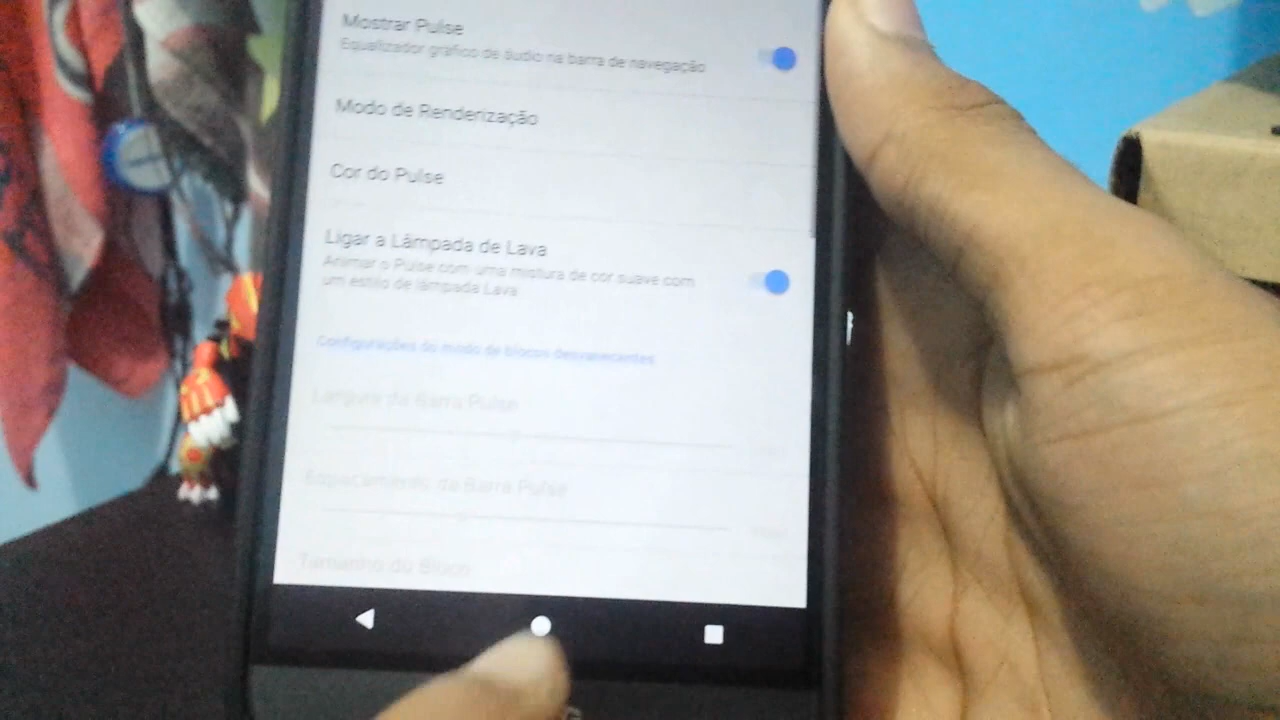 Mostrar Pulse
Equalizador gráfico de áudio na barra de navegação
Modo de Renderização
Cor do Pulse
Ligar a Lâmpada de Lava
Animar o Pulse com uma mistura de cor suave com
um estilo de lâmpada Lava
Configurações do modo de blocos desvanecentes
Largura da Barra Pulse
Espaçamento da Barra Pulse
Tamanho do Bloco